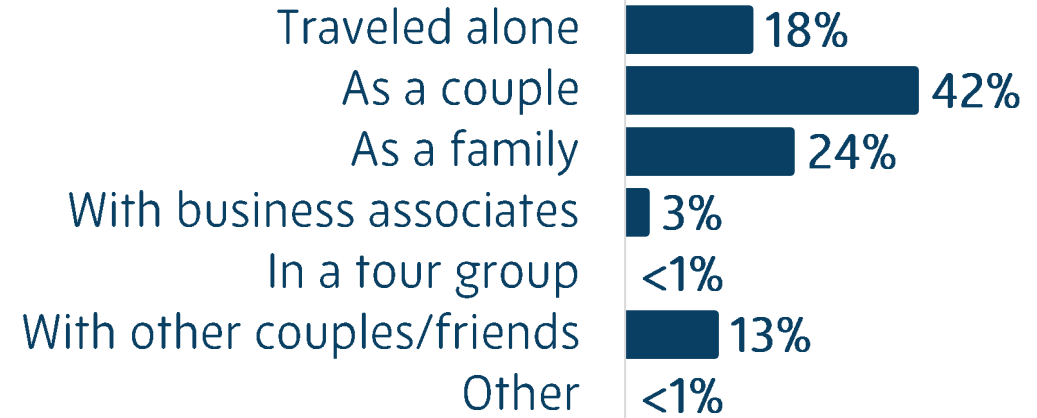 Traveled alone 18%
As a couple 42%
As a family 24%
With business associates 3%
In a tour group <1%
With other couples/friends 13%
Other <1%